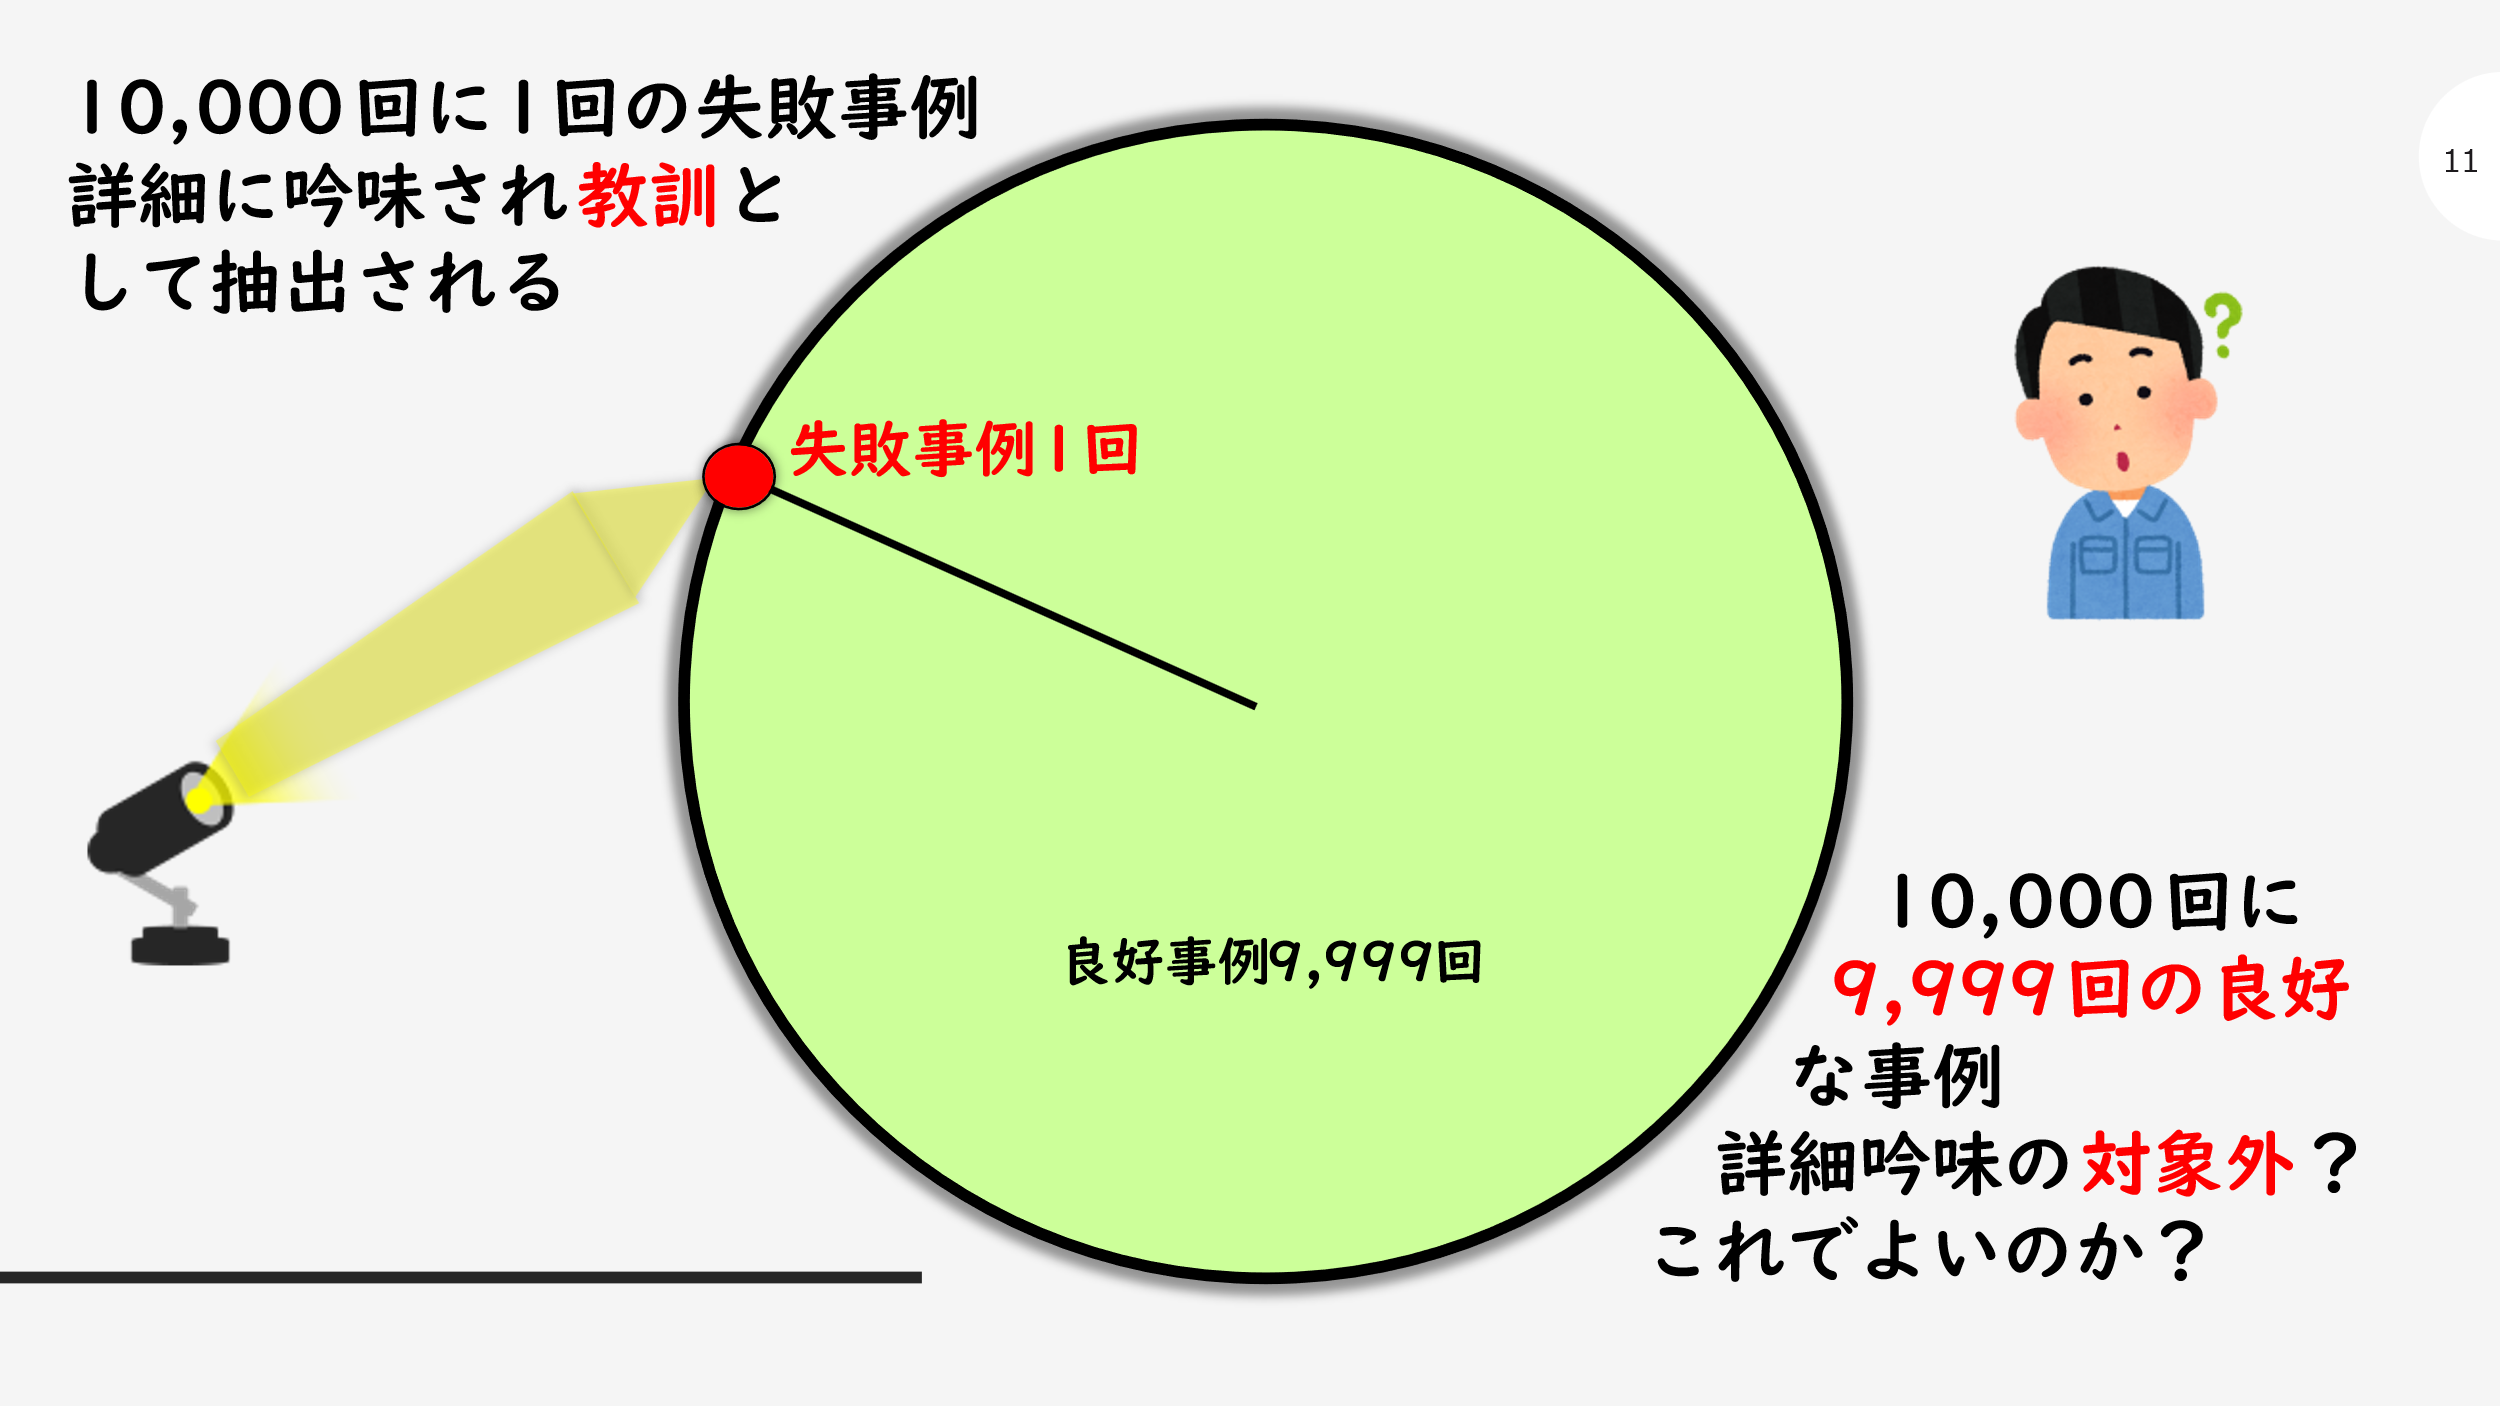 10,000回に1回の失敗事例
詳細に吟味され教訓と
して抽出される
11
?
失敗事例1回
良好事例9,999回
10,000回に
9,999回の良好
な事例
詳細吟味の対象外？
これでよいのか？